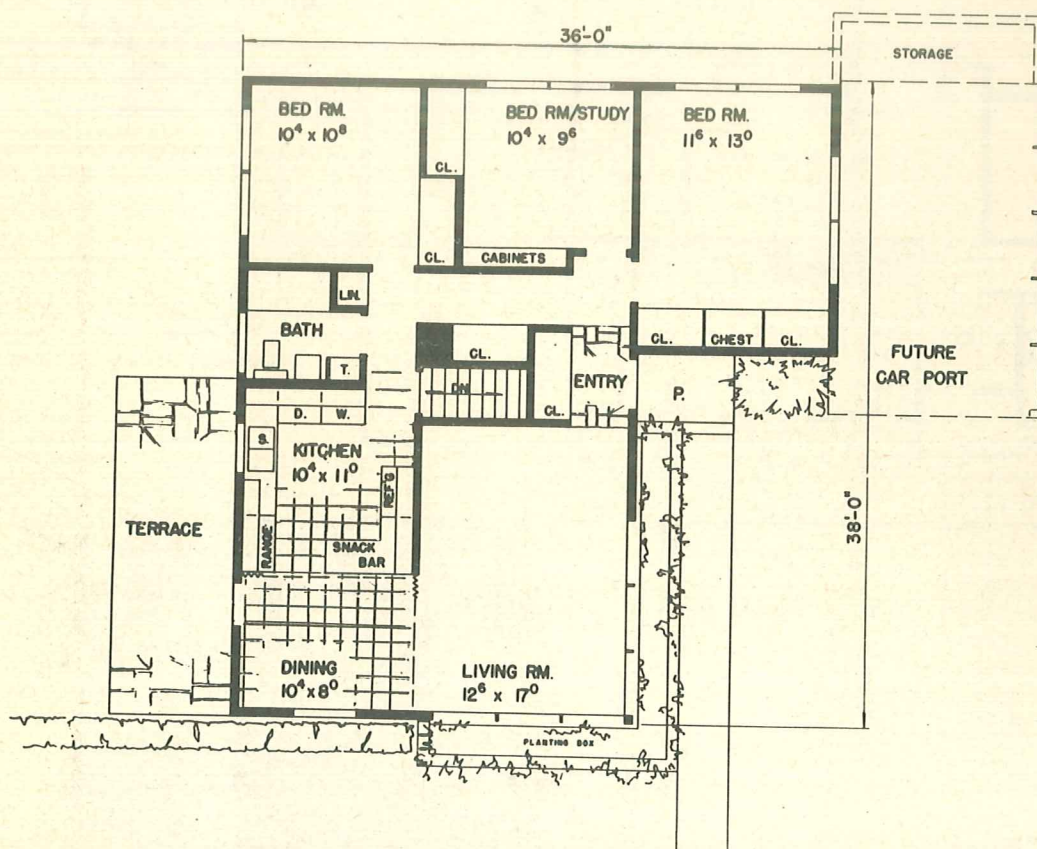 36'-0"
STORAGE
BED RM.
10⁴ x 10⁸
BED RM/STUDY
10⁴ x 9⁶
BED RM.
11⁶ x 13⁰
CL.
CL.
CABINETS
LIN.
BATH
T.
CL.
DN
CL.
ENTRY
CL.
CHEST
CL.
P.
FUTURE
CAR PORT
D.
W.
S.
KITCHEN
10⁴ x 11⁰
REF'G
RANGE
SNACK
BAR
TERRACE
38'-0"
DINING
10⁴ x 8⁰
LIVING RM.
12⁶ x 17⁰
PLANTING BOX